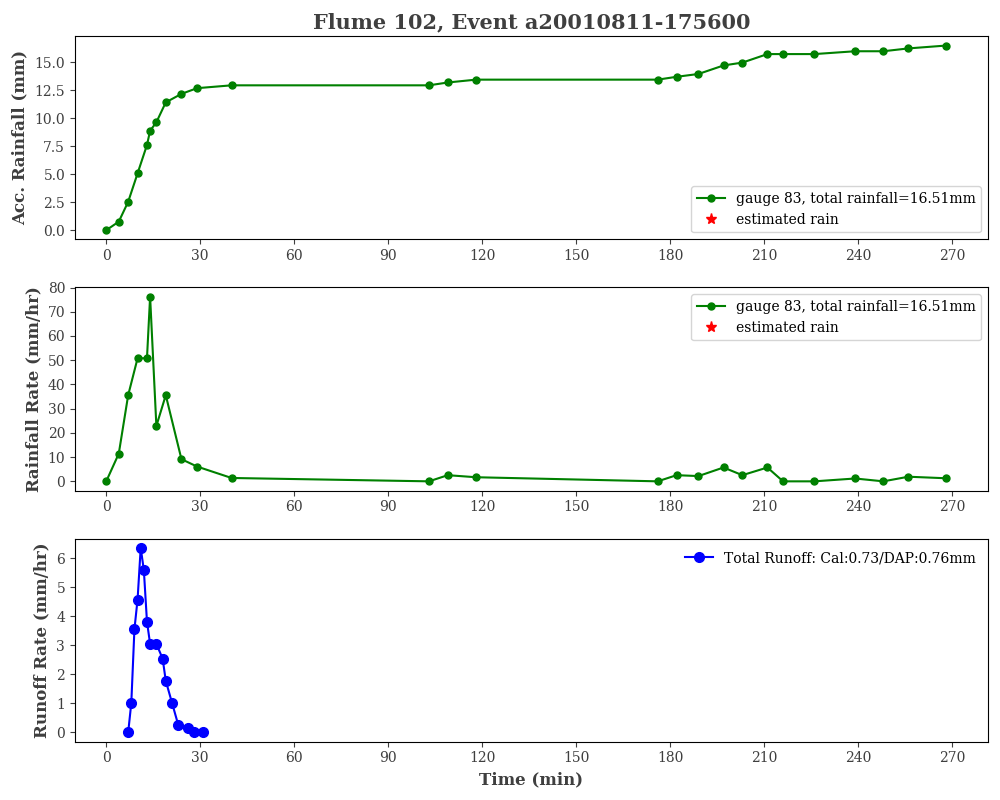 Flume 102, Event a20010811-175600
Acc. Rainfall (mm)
15.0
12.5
10.0
7.5
5.0
2.5
0.0
gauge 83, total rainfall=16.51mm
estimated rain
0 30 60 90 120 150 180 210 240 270
Rainfall Rate (mm/hr)
80
70
60
50
40
30
20
10
0
gauge 83, total rainfall=16.51mm
estimated rain
0 30 60 90 120 150 180 210 240 270
Runoff Rate (mm/hr)
6
5
4
3
2
1
0
Total Runoff: Cal:0.73/DAP:0.76mm
0 30 60 90 120 150 180 210 240 270
Time (min)